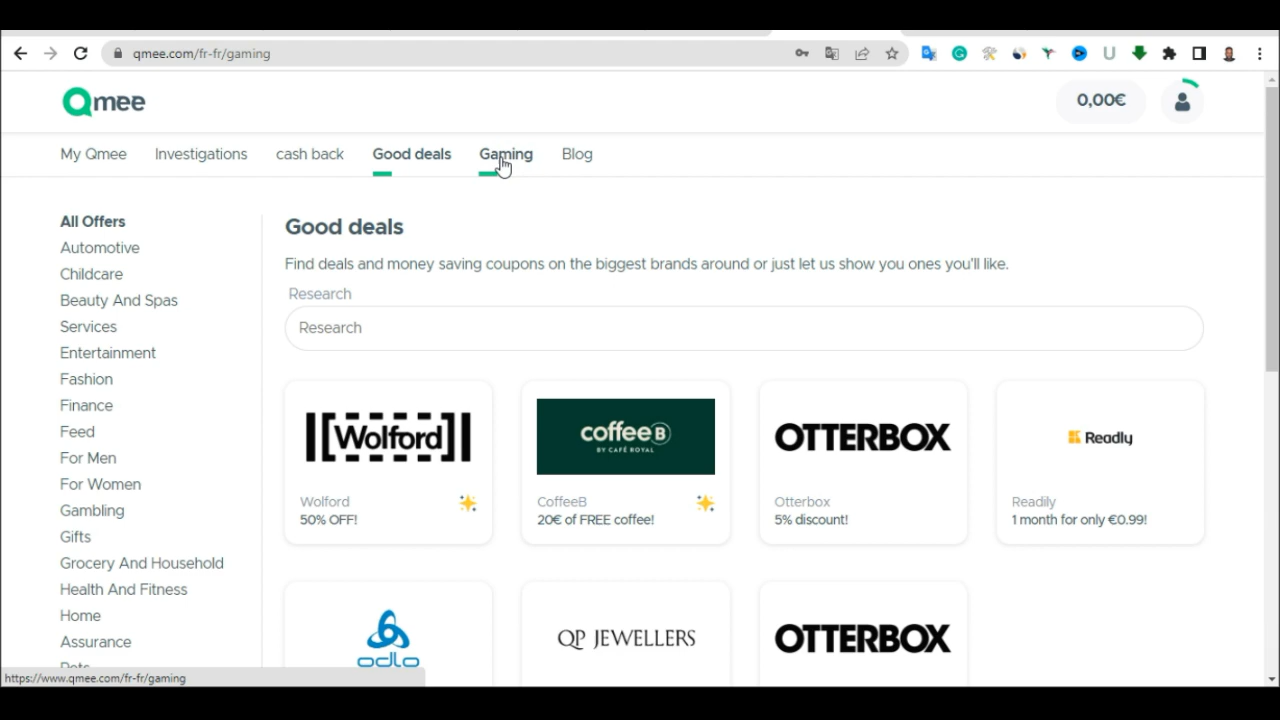 qmee.com/fr-fr/gaming
Qmee
0,00€
My Qmee Investigations cash back Good deals Gaming Blog
All Offers
Automotive
Childcare
Beauty And Spas
Services
Entertainment
Fashion
Finance
Feed
For Men
For Women
Gambling
Gifts
Grocery And Household
Health And Fitness
Home
Assurance
Pets
Good deals
Find deals and money saving coupons on the biggest brands around or just let us show you ones you'll like.
Research
Research
Wolford
Wolford
50% OFF!
coffee B
BY CAFÉ ROYAL
CoffeeB
20€ of FREE coffee!
OTTERBOX
Otterbox
5% discount!
Readly
Readily
1 month for only €0.99!
odlo
QP JEWELLERS
OTTERBOX
https://www.qmee.com/fr-fr/gaming